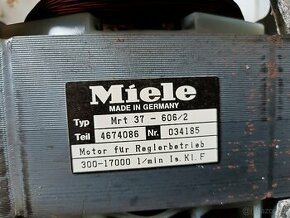 Miele
MADE IN GERMANY
Typ Mrt 37 - 606/2
Teil 4674086 Nr. 034185
Motor für Reglerbetrieb
300-17000 1/min Is.Kl.F